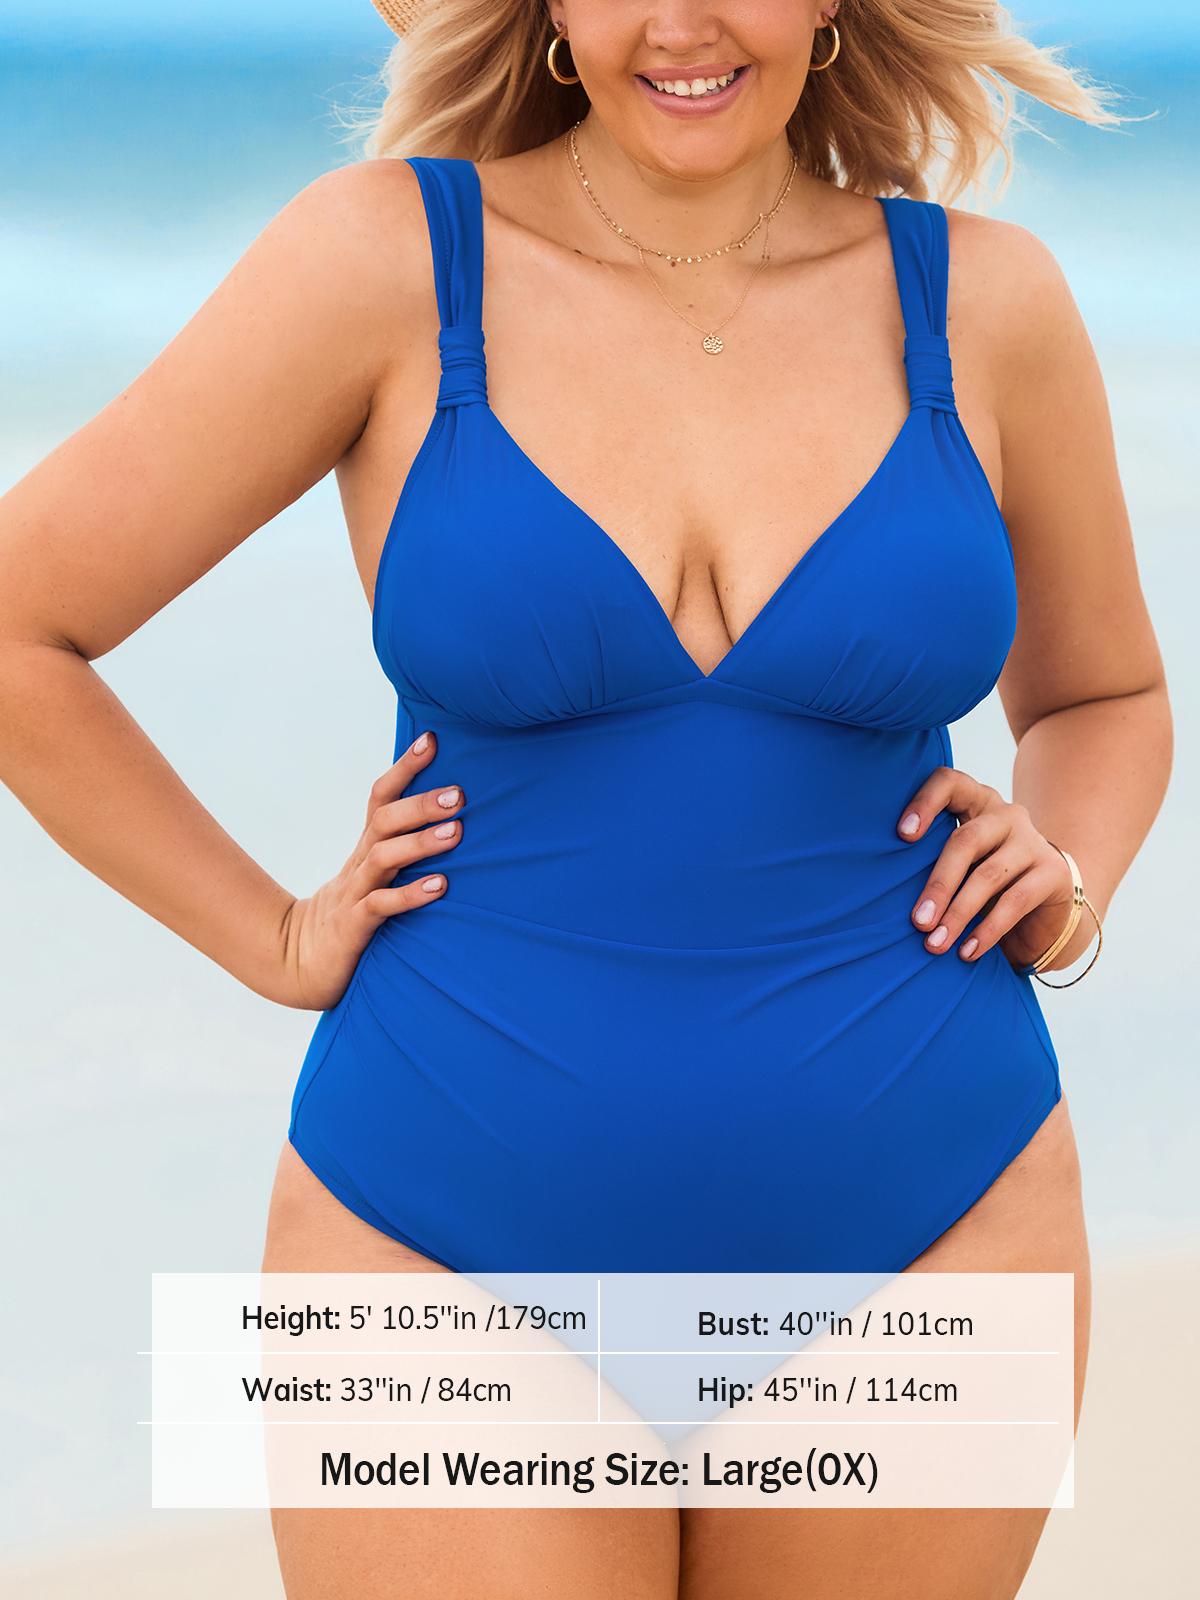 Height: 5' 10.5"in /179cm
Bust: 40"in / 101cm
Waist: 33"in / 84cm
Hip: 45"in / 114cm
Model Wearing Size: Large(0X)